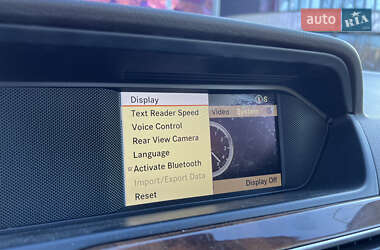 auto RIA
Display
S
Text Reader Speed
Voice Control
Video System
Rear View Camera
Language
Activate Bluetooth
Import/Export Data
Reset
Display Off